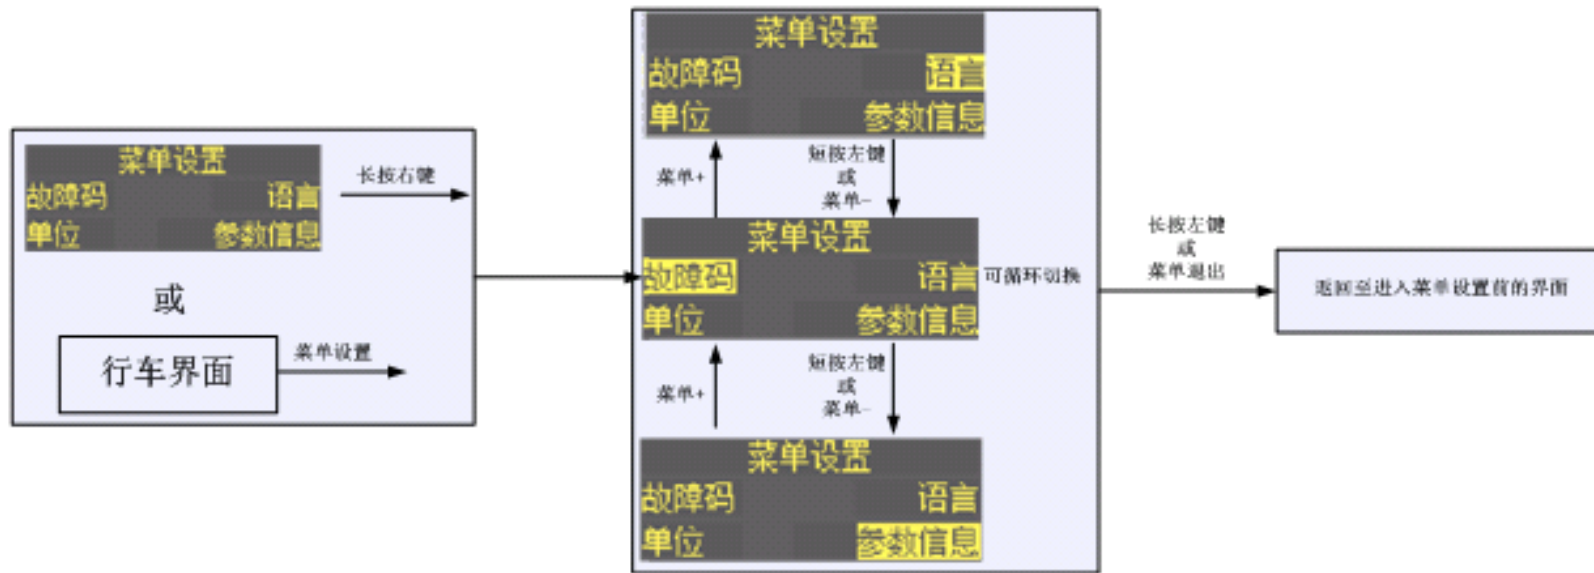 菜单设置
故障码 语言
单位 参数信息
长按右键
或
行车界面
菜单设置
菜单设置
故障码 语言
单位 参数信息
菜单+
短按左键
或
菜单-
菜单设置
故障码 语言
单位 参数信息
可循环切换
菜单+
短按左键
或
菜单-
菜单设置
故障码 语言
单位 参数信息
长按左键
或
菜单退出
返回至进入菜单设置前的界面